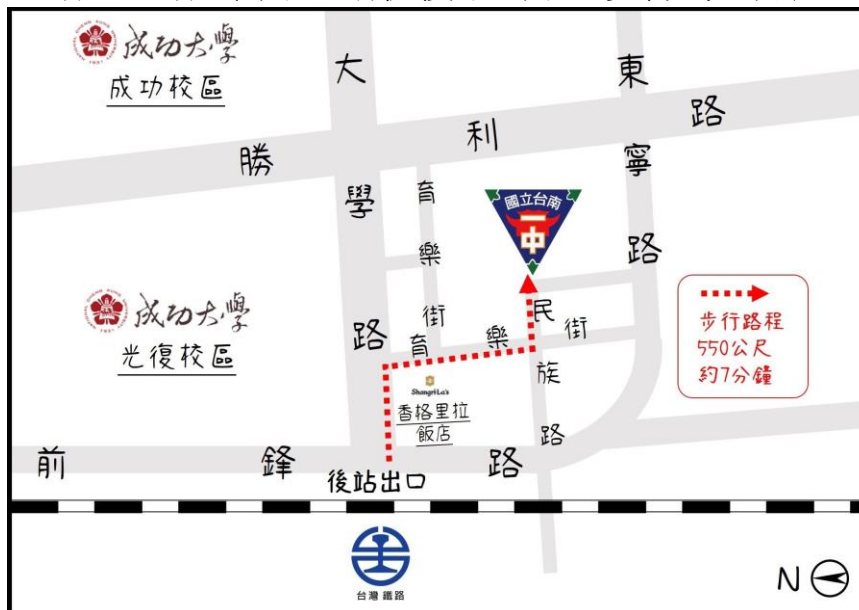 成功大學
成功校區
大學路
東寧路
勝利路
育樂街
國立台南
一中
成功大學
光復校區
育樂街
民族路
步行路程
550公尺
約7分鐘
Shangri-La's
香格里拉
飯店
前鋒路
後站出口
台灣鐵路
N